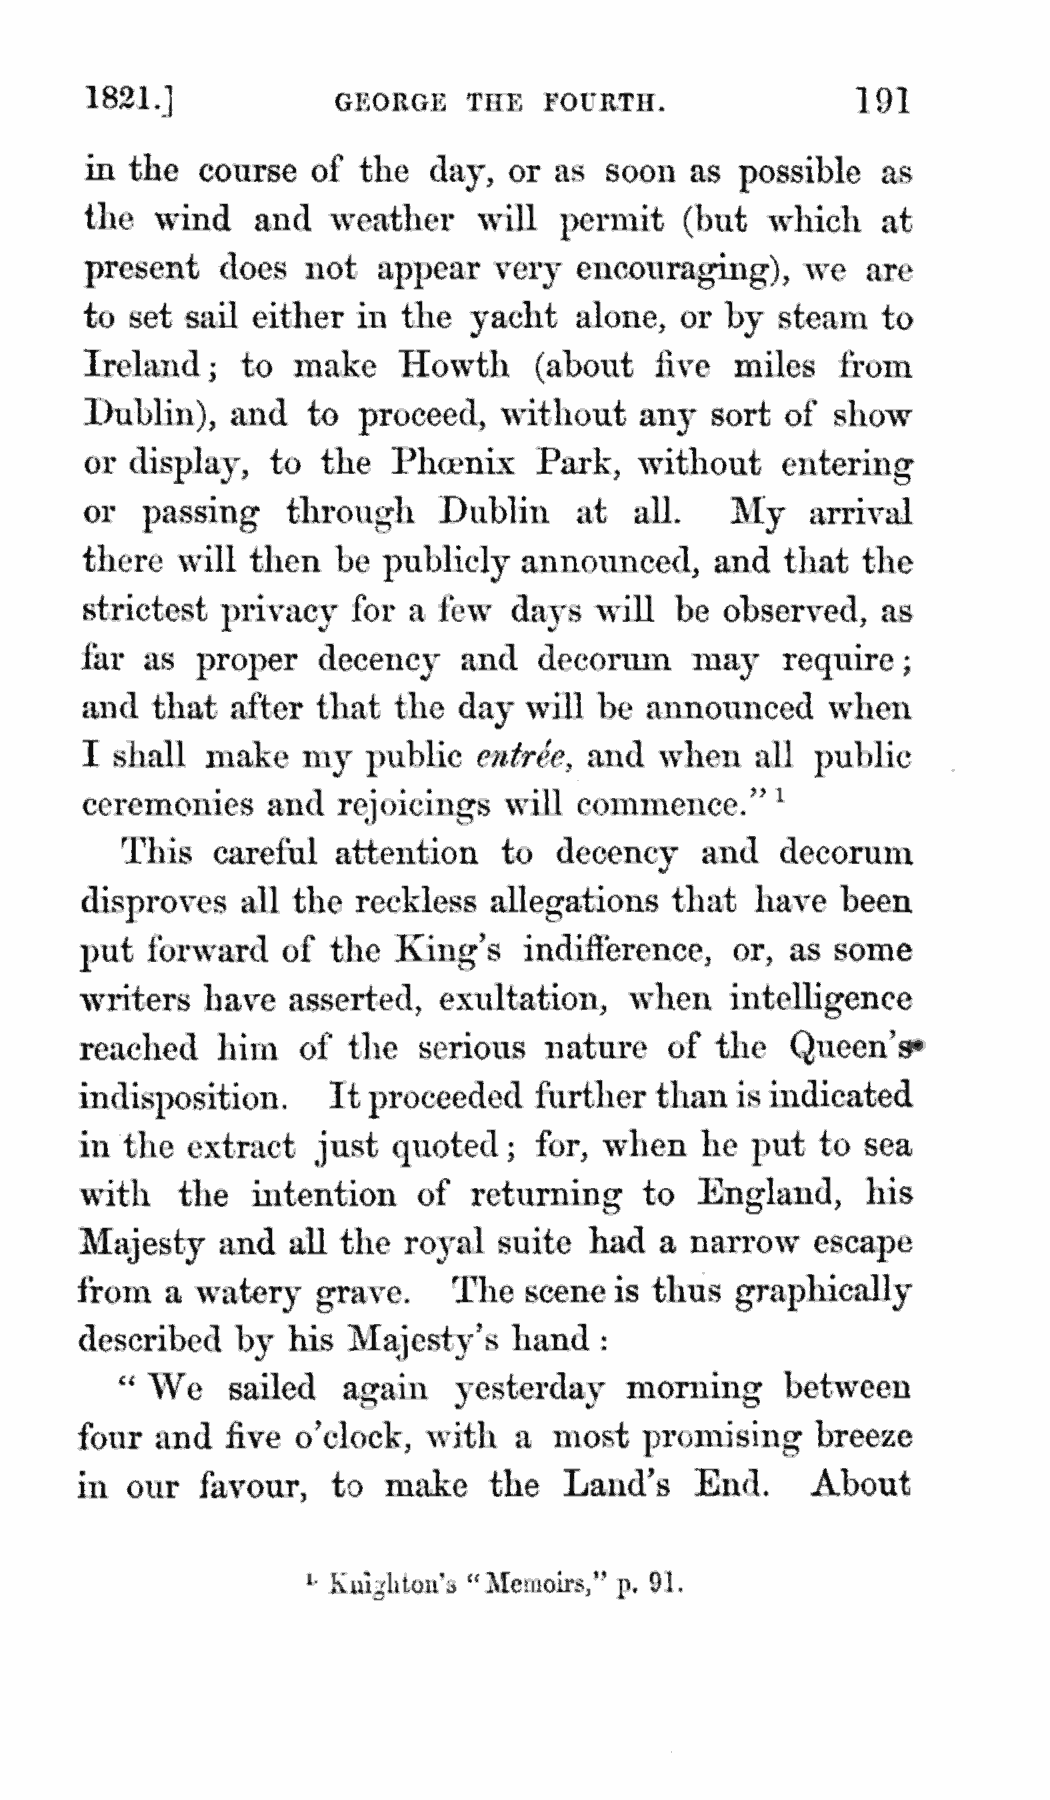 1821.] GEORGE THE FOURTH. 191
in the course of the day, or as soon as possible as
the wind and weather will permit (but which at
present does not appear very encouraging), we are
to set sail either in the yacht alone, or by steam to
Ireland; to make Howth (about five miles from
Dublin), and to proceed, without any sort of show
or display, to the Phœnix Park, without entering
or passing through Dublin at all. My arrival
there will then be publicly announced, and that the
strictest privacy for a few days will be observed, as
far as proper decency and decorum may require;
and that after that the day will be announced when
I shall make my public entrée, and when all public
ceremonies and rejoicings will commence." 1
This careful attention to decency and decorum
disproves all the reckless allegations that have been
put forward of the King's indifference, or, as some
writers have asserted, exultation, when intelligence
reached him of the serious nature of the Queen's
indisposition. It proceeded further than is indicated
in the extract just quoted; for, when he put to sea
with the intention of returning to England, his
Majesty and all the royal suite had a narrow escape
from a watery grave. The scene is thus graphically
described by his Majesty's hand:
"We sailed again yesterday morning between
four and five o'clock, with a most promising breeze
in our favour, to make the Land's End. About
1 Knighton's "Memoirs," p. 91.